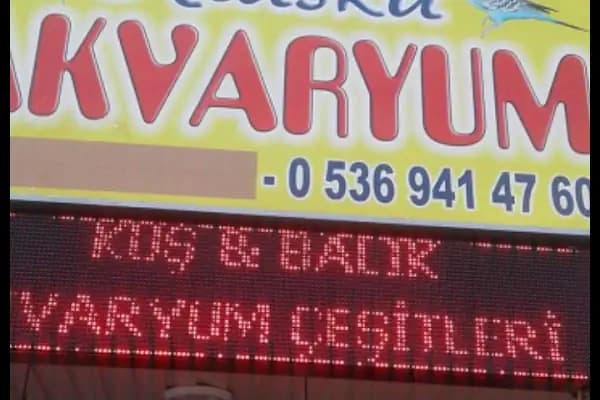 AKVARYUM
- 0 536 941 47 60
KUŞ & BALIK
VARYUM ÇEŞİTLERİ